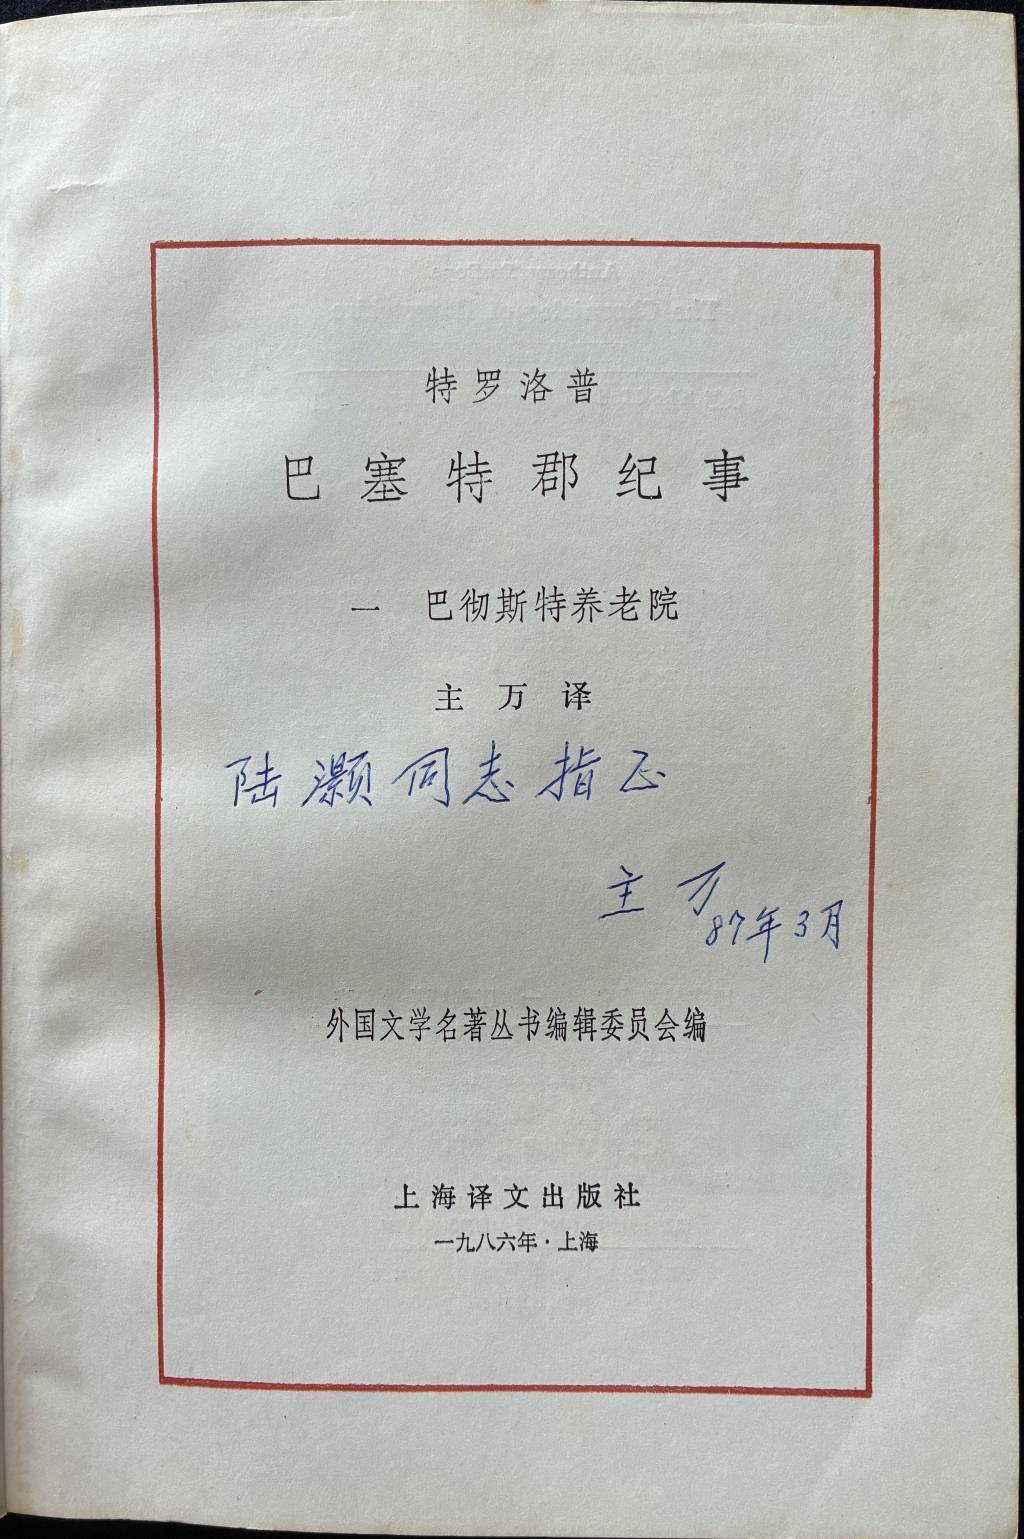 特罗洛普
巴塞特郡纪事
一 巴彻斯特养老院
主万译
陆灏同志指正
主万
87年3月
外国文学名著丛书编辑委员会编
上海译文出版社
一九八六年·上海